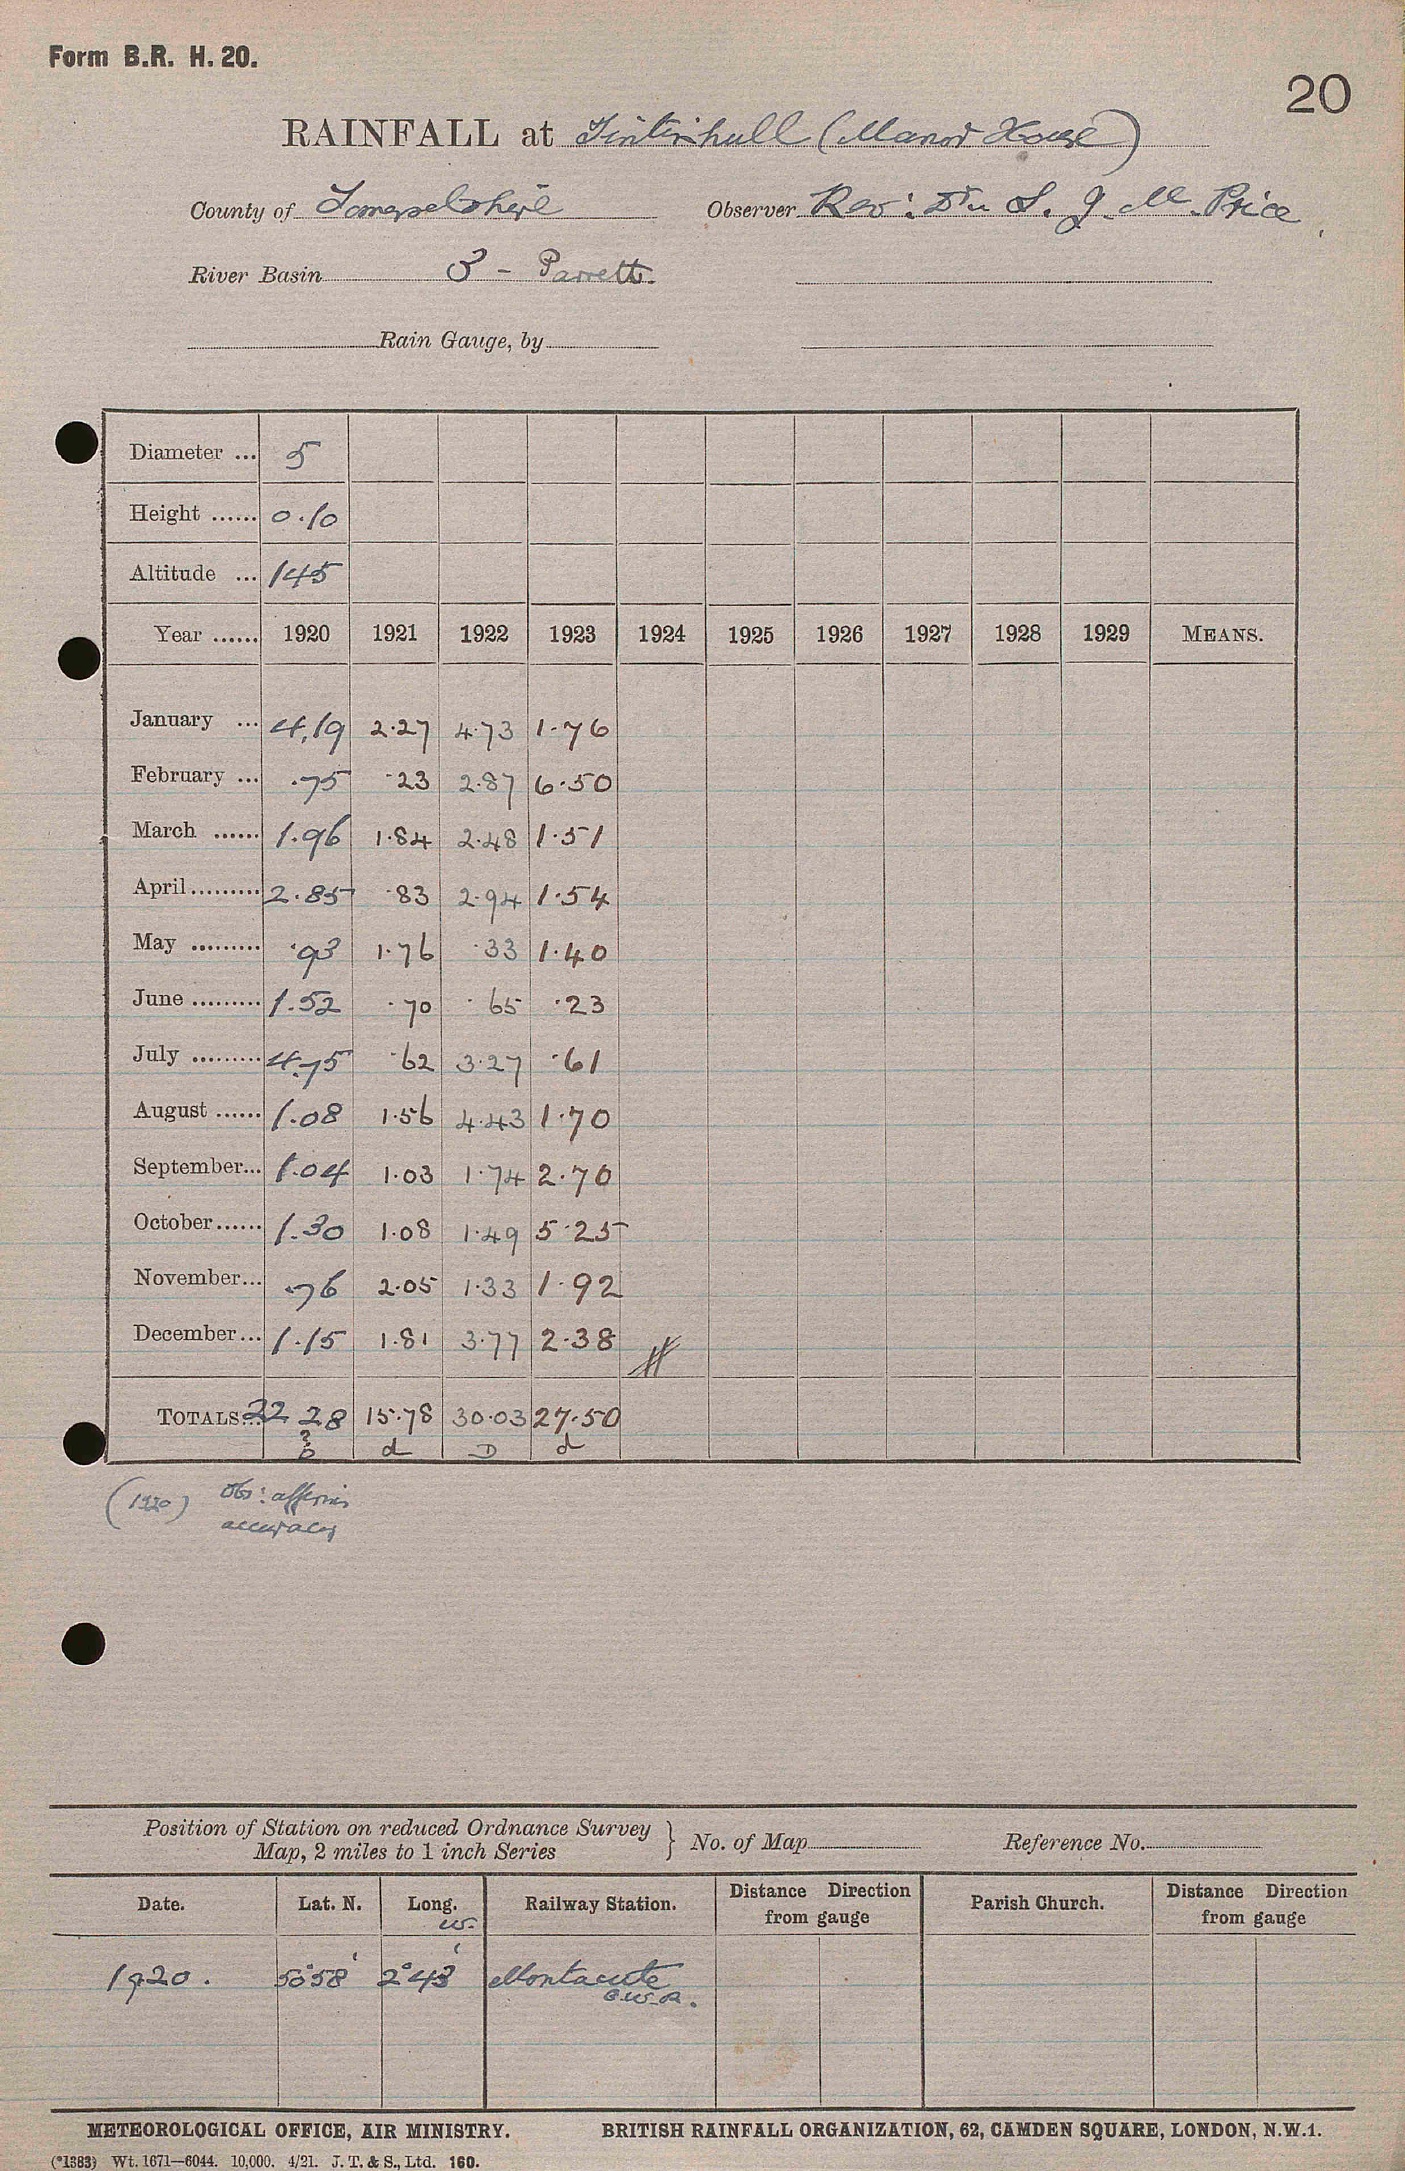 Form B.R. H. 20.
20
RAINFALL at Tintinhull (Manor House)
County of Somersetshire Observer Rev: Dr. S. J. M. Price
River Basin 3 - Parrett.
Rain Gauge, by
Diameter ... 5
Height ...... 0.10
Altitude ... 145
Year ...... 1920 1921 1922 1923 1924 1925 1926 1927 1928 1929 MEANS.
January ... 4.19 2.27 4.73 1.76
February ... .75 .23 2.87 6.50
March ...... 1.96 1.84 2.48 1.51
April ......... 2.85 .83 2.94 1.54
May ......... .93 1.76 .33 1.40
June ......... 1.52 .70 .65 .23
July ......... 4.75 .62 3.27 .61
August ...... 1.08 1.56 4.43 1.70
September... 1.04 1.03 1.74 2.70
October...... 1.30 1.08 1.49 5.25
November... .76 2.05 1.33 1.92
December... 1.15 1.81 3.77 2.38
TOTALS... 22 28 15.78 30.03 27.50
? D d D d
(1920) Obs: affirms
accuracy
Position of Station on reduced Ordnance Survey
Map, 2 miles to 1 inch Series } No. of Map Reference No.
Date. Lat. N. Long. W. Railway Station. Distance Direction from gauge Parish Church. Distance Direction from gauge
1920. 50°58' 2°43' Montacute
G.W.R.
METEOROLOGICAL OFFICE, AIR MINISTRY. BRITISH RAINFALL ORGANIZATION, 62, CAMDEN SQUARE, LONDON, N.W.1.
(*1383) Wt. 1671—6044. 10,000. 4/21. J. T. & S., Ltd. 160.